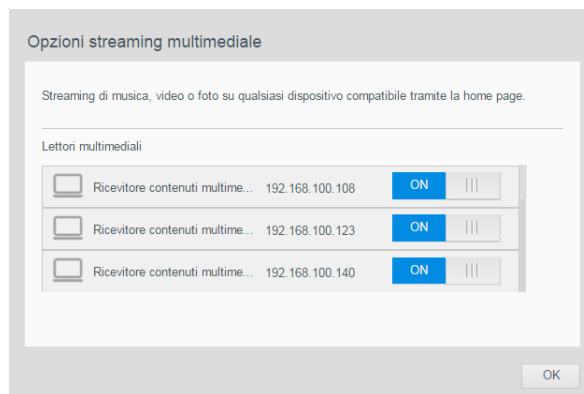 Opzioni streaming multimediale
Streaming di musica, video o foto su qualsiasi dispositivo compatibile tramite la home page.
Lettori multimediali
Ricevitore contenuti multime... 192.168.100.108 ON
Ricevitore contenuti multime... 192.168.100.123 ON
Ricevitore contenuti multime... 192.168.100.140 ON
OK